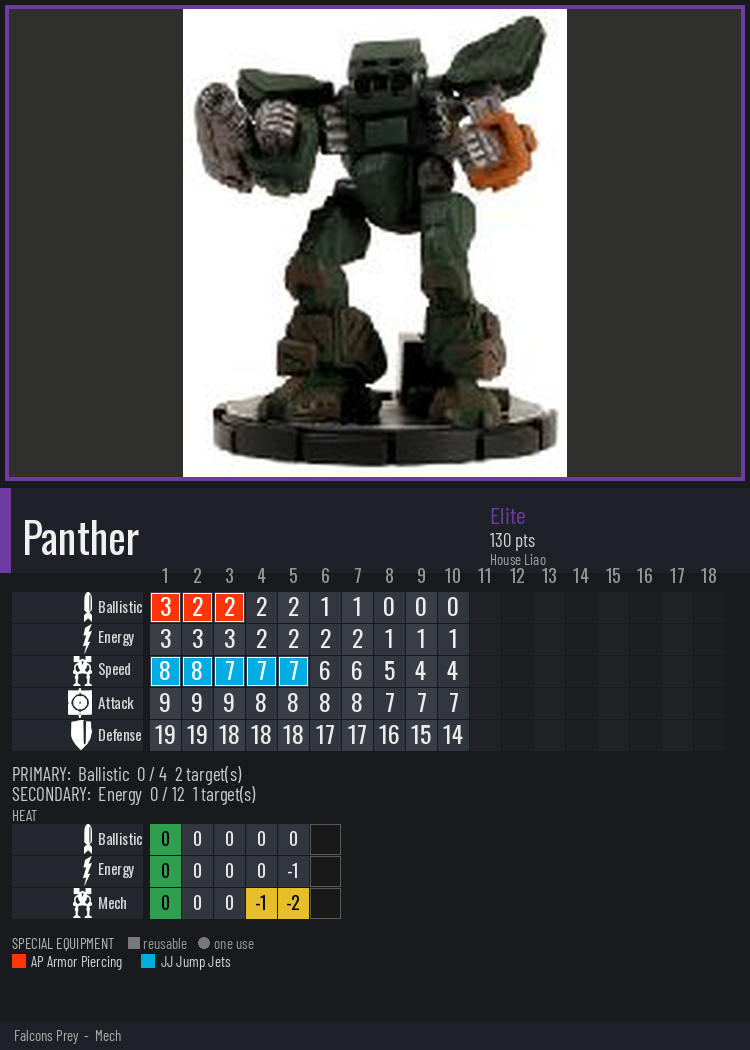 Panther
Elite
130 pts
House Liao
1 2 3 4 5 6 7 8 9 10 11 12 13 14 15 16 17 18
Ballistic 3 2 2 2 2 1 1 0 0 0
Energy 3 3 3 2 2 2 2 1 1 1
Speed 8 8 7 7 7 6 6 5 4 4
Attack 9 9 9 8 8 8 8 7 7 7
Defense 19 19 18 18 18 17 17 16 15 14
PRIMARY: Ballistic 0 / 4 2 target(s)
SECONDARY: Energy 0 / 12 1 target(s)
HEAT
Ballistic 0 0 0 0 0
Energy 0 0 0 0 -1
Mech 0 0 0 -1 -2
SPECIAL EQUIPMENT reusable one use
AP Armor Piercing JJ Jump Jets
Falcons Prey - Mech